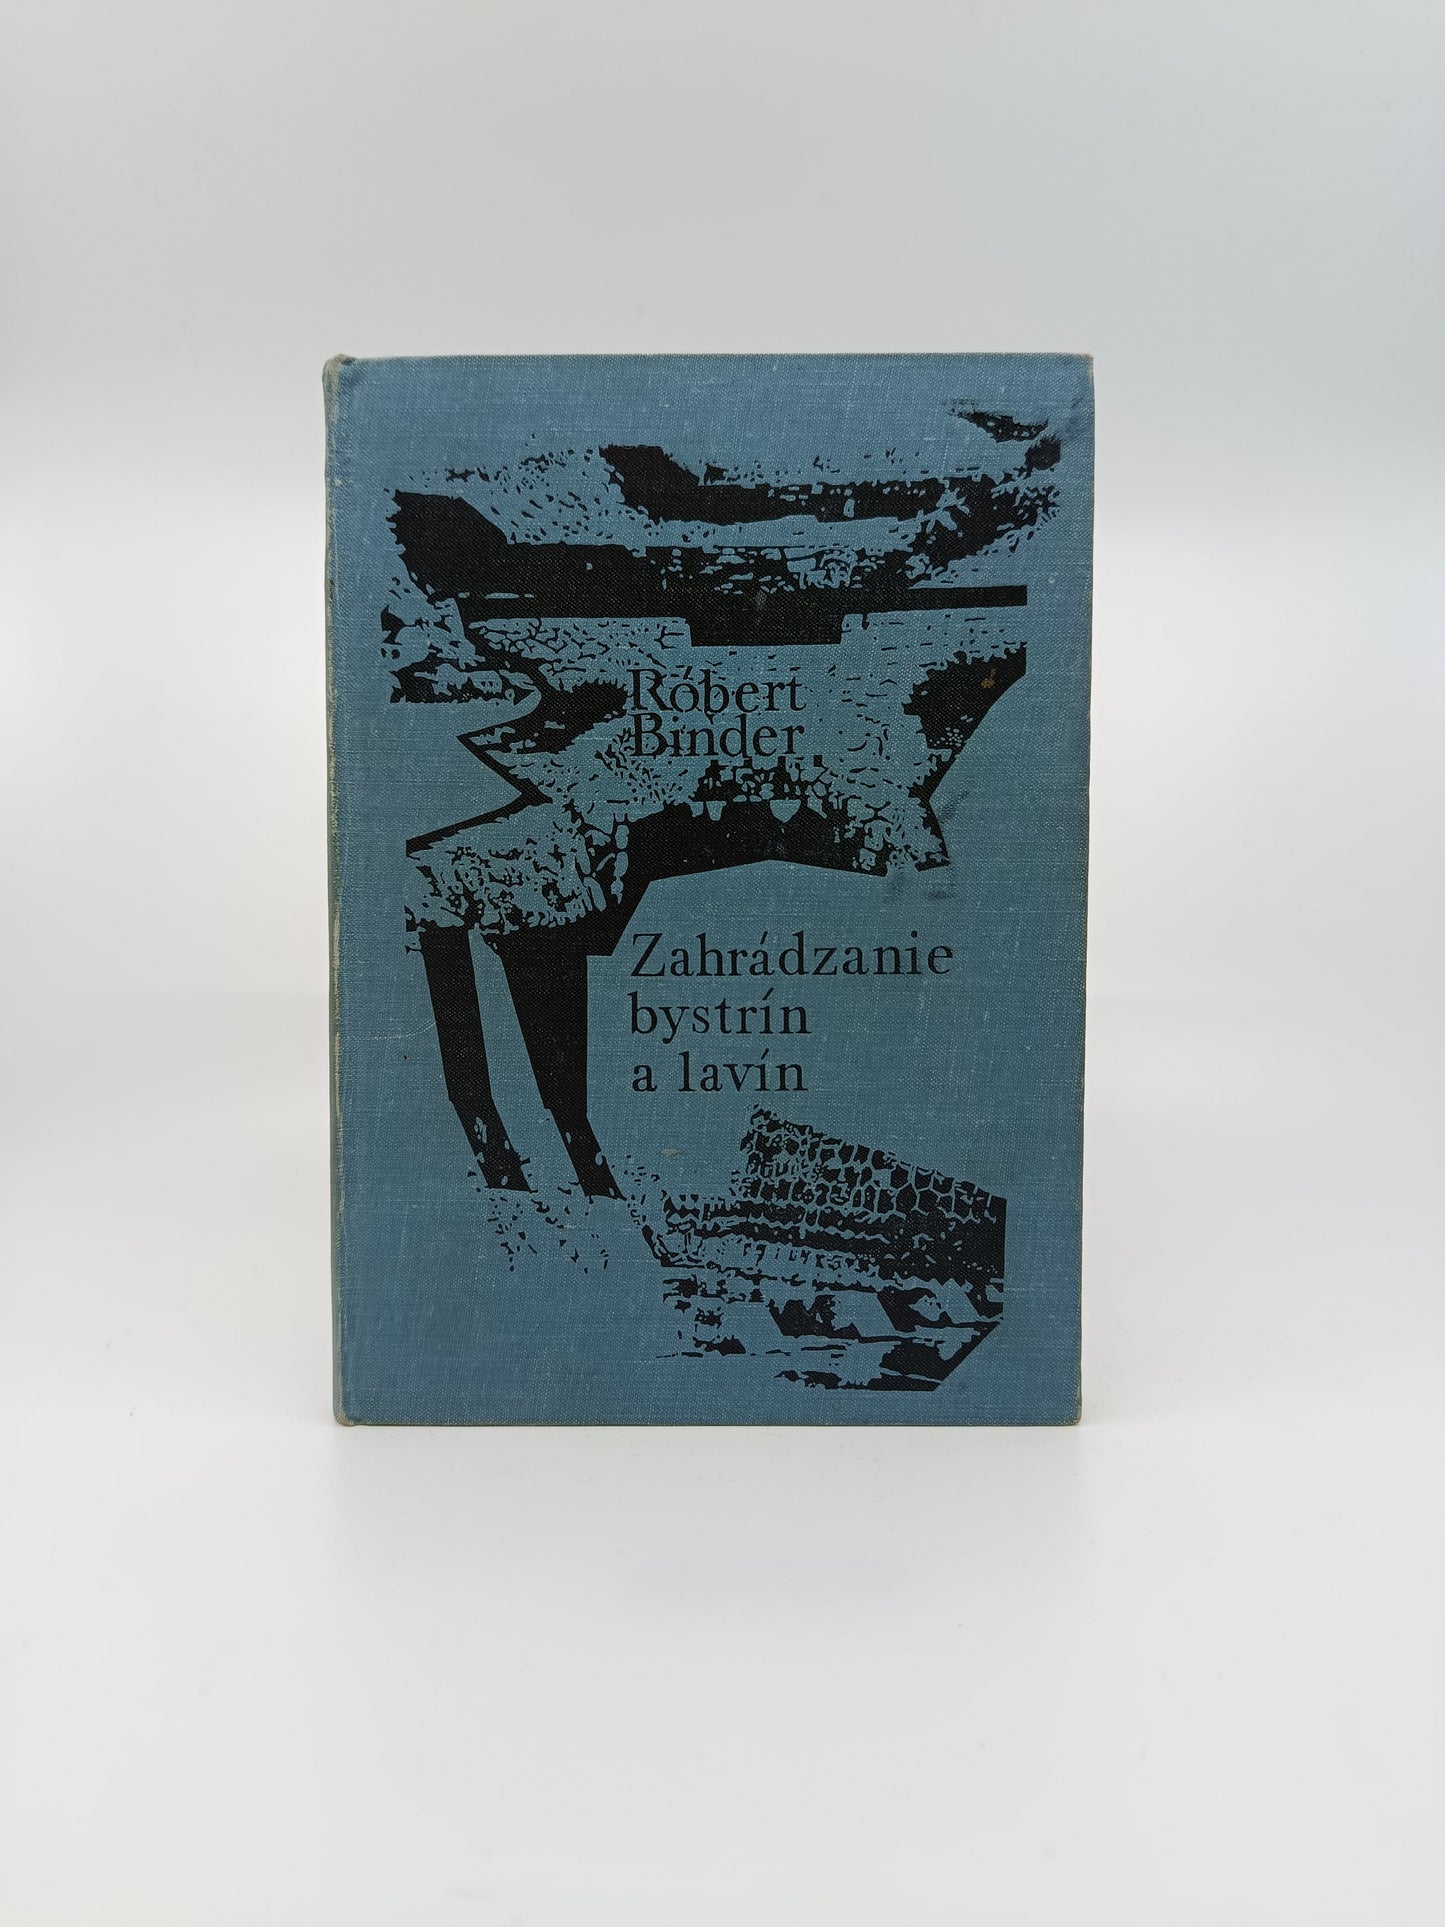 Róbert
Binder
Zahrádzanie
bystrín
a lavín